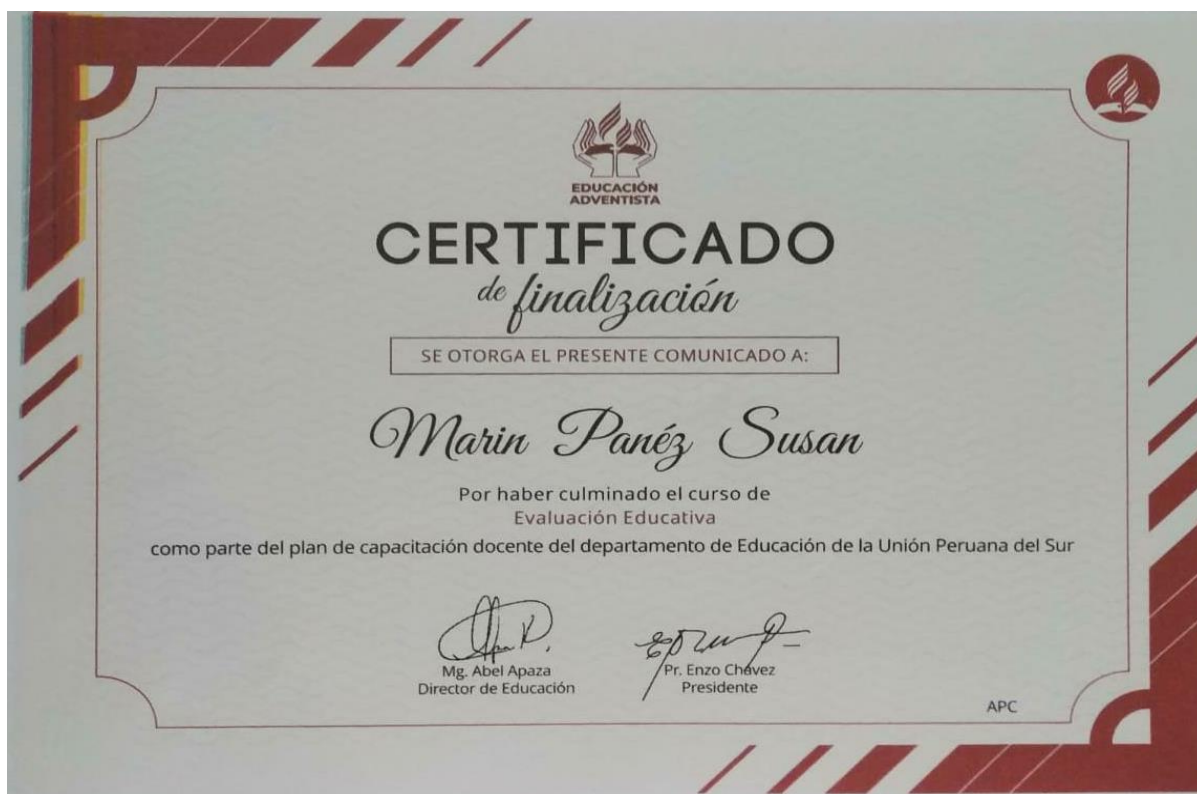 EDUCACIÓN
ADVENTISTA
CERTIFICADO
de finalización
SE OTORGA EL PRESENTE COMUNICADO A:
Marin Panéz Susan
Por haber culminado el curso de
Evaluación Educativa
como parte del plan de capacitación docente del departamento de Educación de la Unión Peruana del Sur
Mg. Abel Apaza
Director de Educación
Pr. Enzo Chávez
Presidente
APC